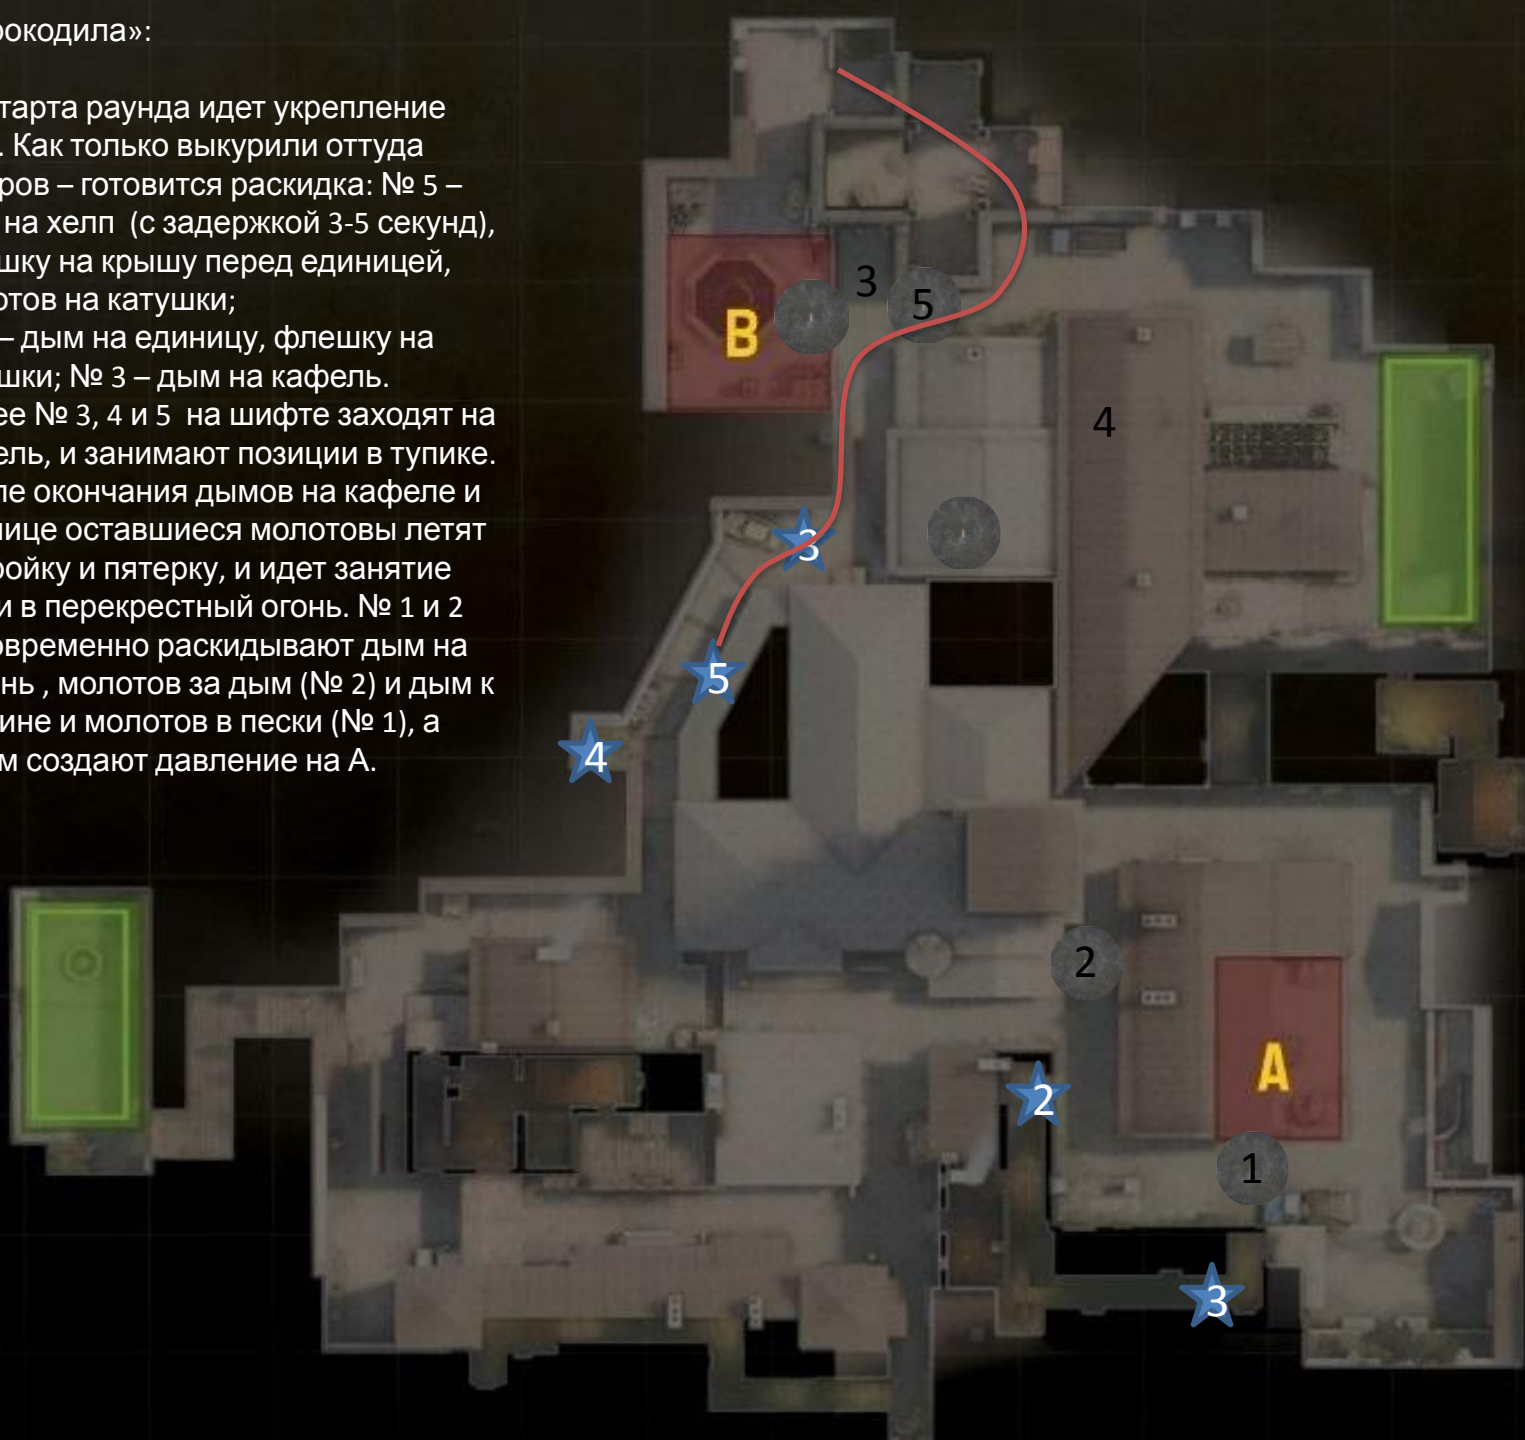 рокодила»:
тарта раунда идет укрепление
. Как только выкурили оттуда
ров – готовится раскидка: № 5 –
на хелп (с задержкой 3-5 секунд),
шку на крышу перед единицей,
отов на катушки;
– дым на единицу, флешку на
шки; № 3 – дым на кафель.
ее № 3, 4 и 5 на шифте заходят на
ель, и занимают позиции в тупике.
ле окончания дымов на кафеле и
нице оставшиеся молотовы летят
ройку и пятерку, и идет занятие
и в перекрестный огонь. № 1 и 2
овременно раскидывают дым на
нь , молотов за дым (№ 2) и дым к
ине и молотов в пески (№ 1), а
м создают давление на А.
3
5
B
4
3
5
4
2
A
2
1
3